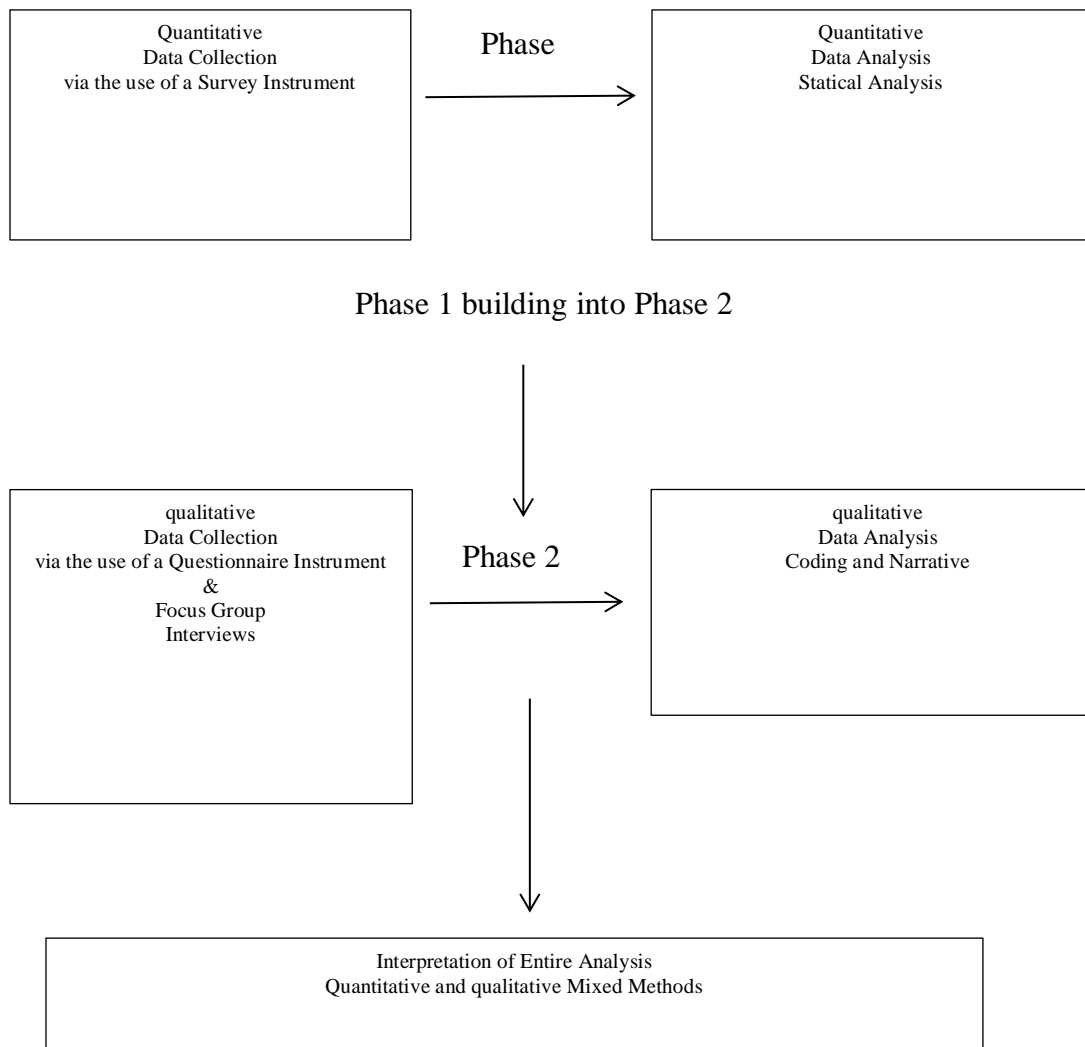 Quantitative
Data Collection
via the use of a Survey Instrument
Phase
Quantitative
Data Analysis
Statical Analysis
Phase 1 building into Phase 2
qualitative
Data Collection
via the use of a Questionnaire Instrument
&
Focus Group
Interviews
Phase 2
qualitative
Data Analysis
Coding and Narrative
Interpretation of Entire Analysis
Quantitative and qualitative Mixed Methods